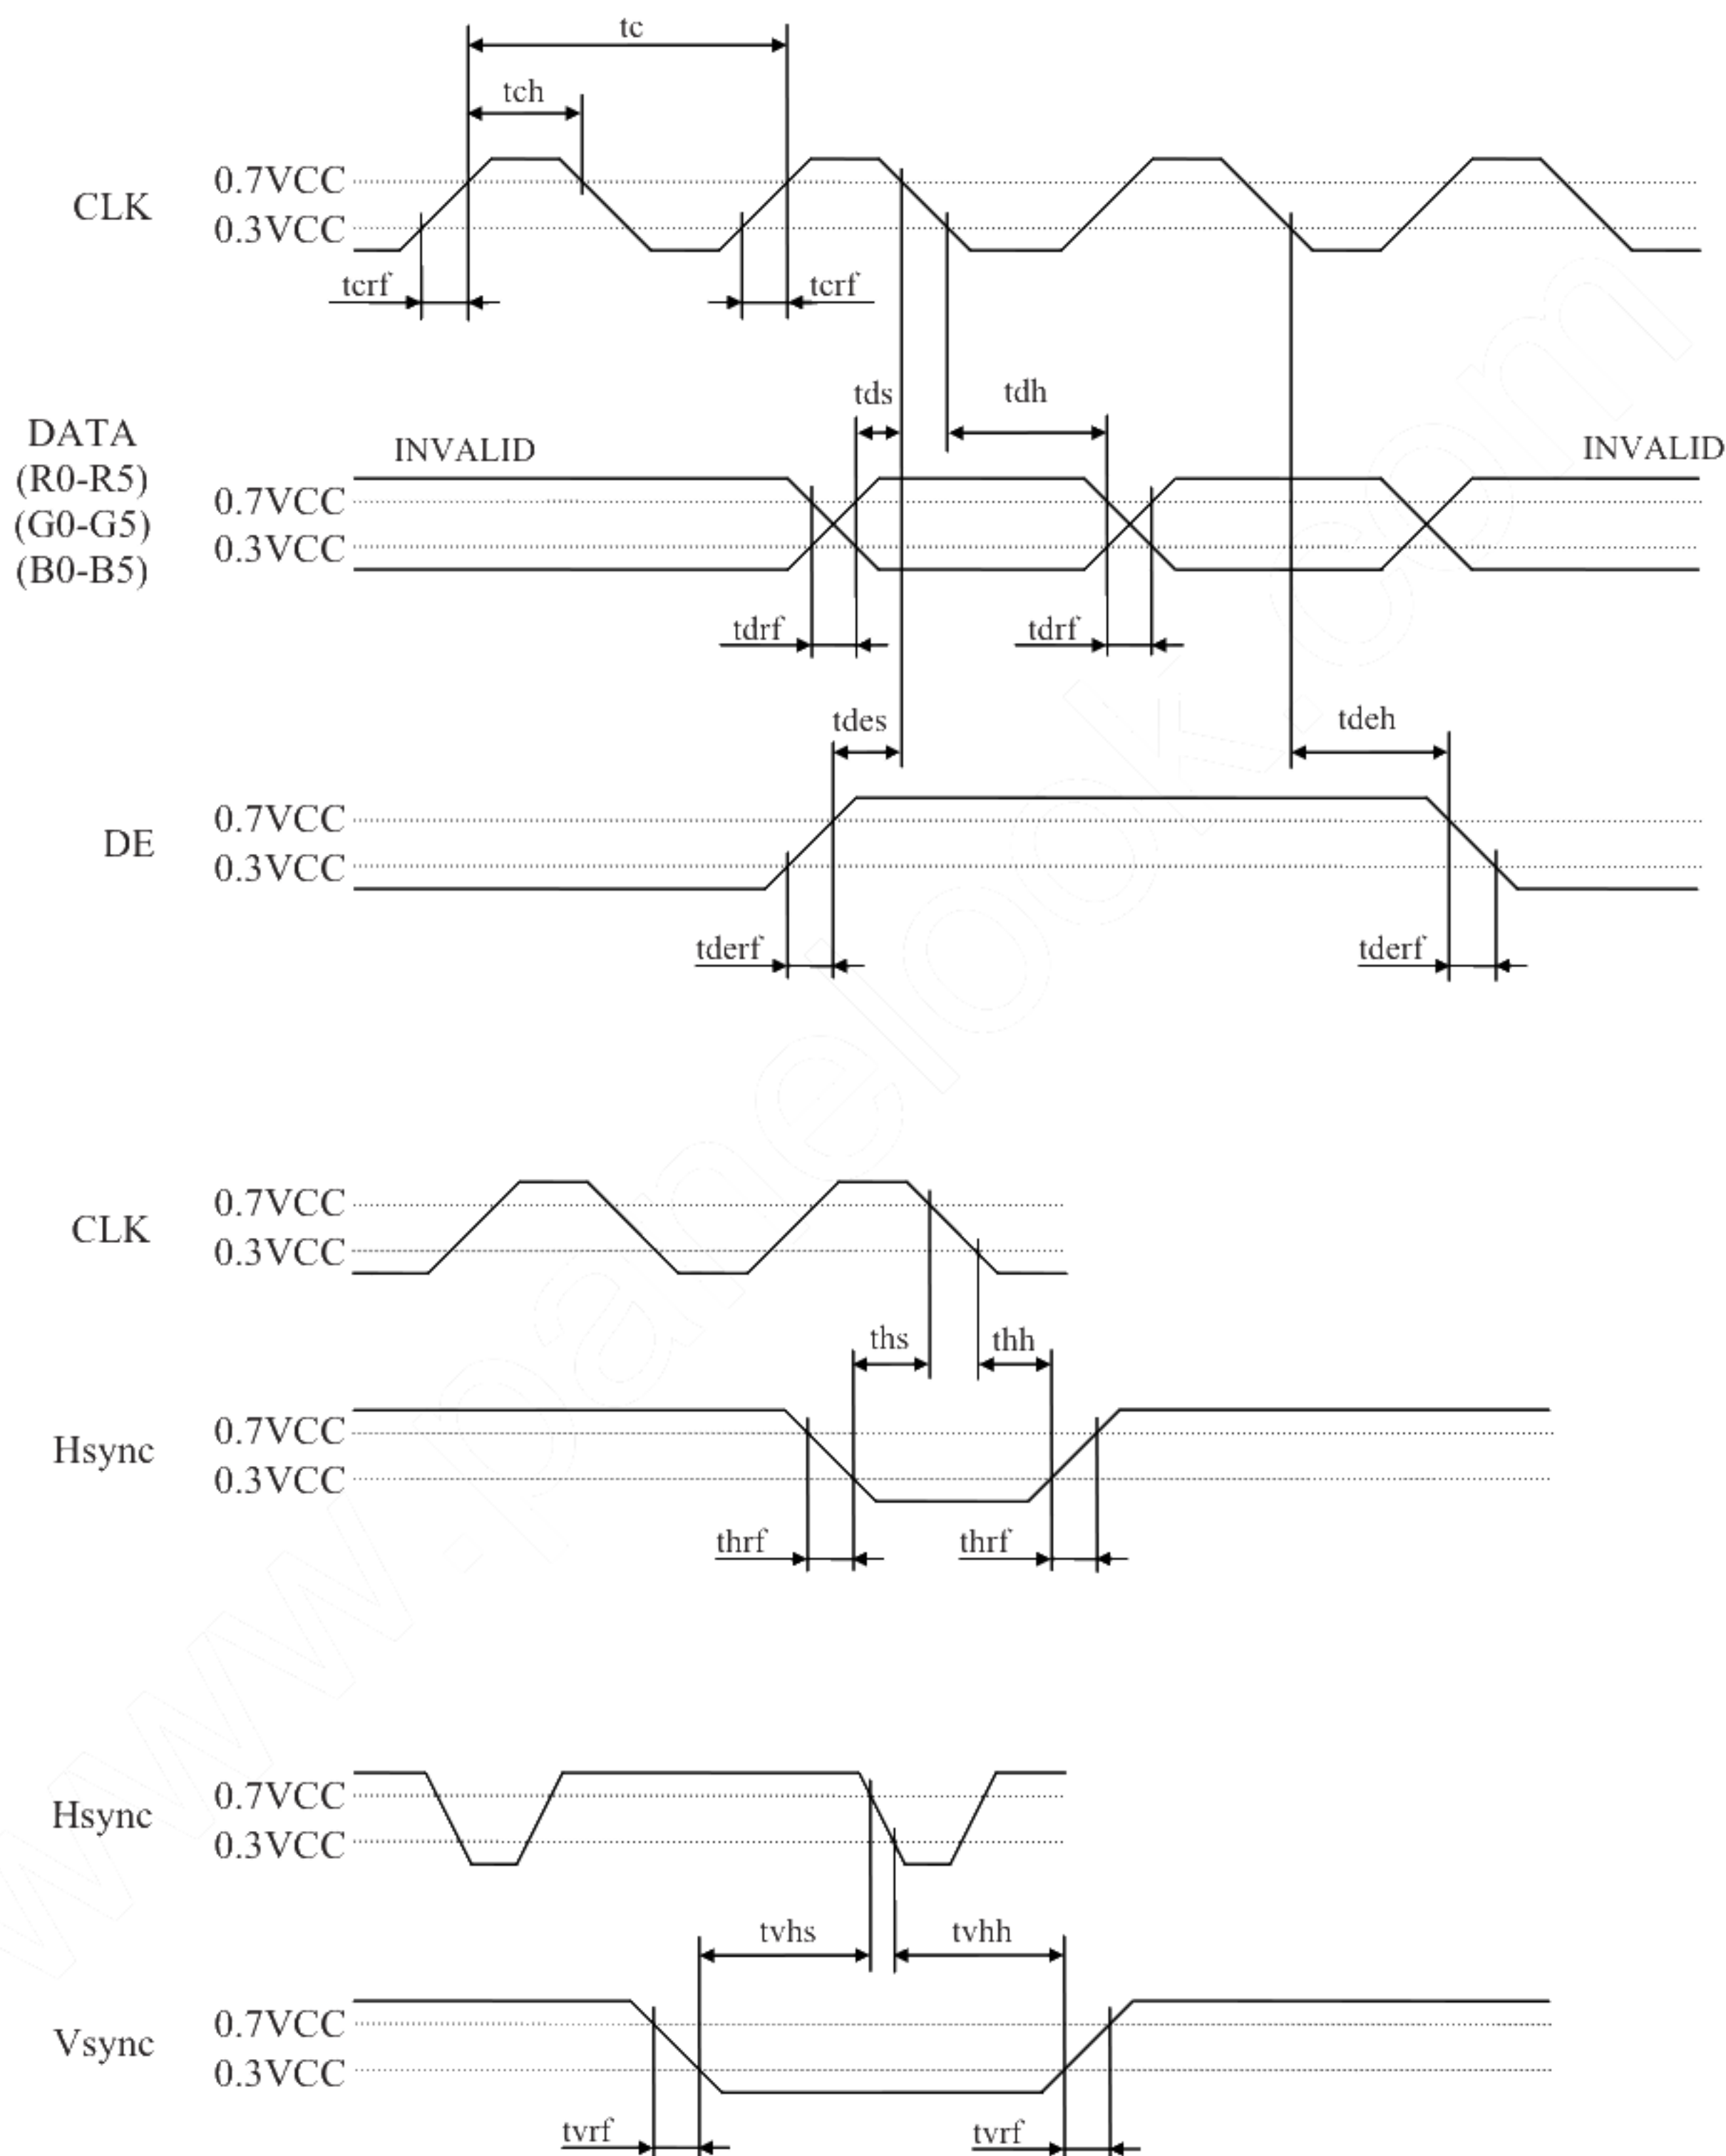 tc
tch
CLK
0.7VCC
0.3VCC
tcrf
tcrf
tds
tdh
DATA
(R0-R5)
(G0-G5)
(B0-B5)
INVALID
INVALID
0.7VCC
0.3VCC
tdrf
tdrf
tdes
tdeh
DE
0.7VCC
0.3VCC
tderf
tderf
CLK
0.7VCC
0.3VCC
ths
thh
Hsync
0.7VCC
0.3VCC
thrf
thrf
Hsync
0.7VCC
0.3VCC
tvhs
tvhh
Vsync
0.7VCC
0.3VCC
tvrf
tvrf
www.panelook.com